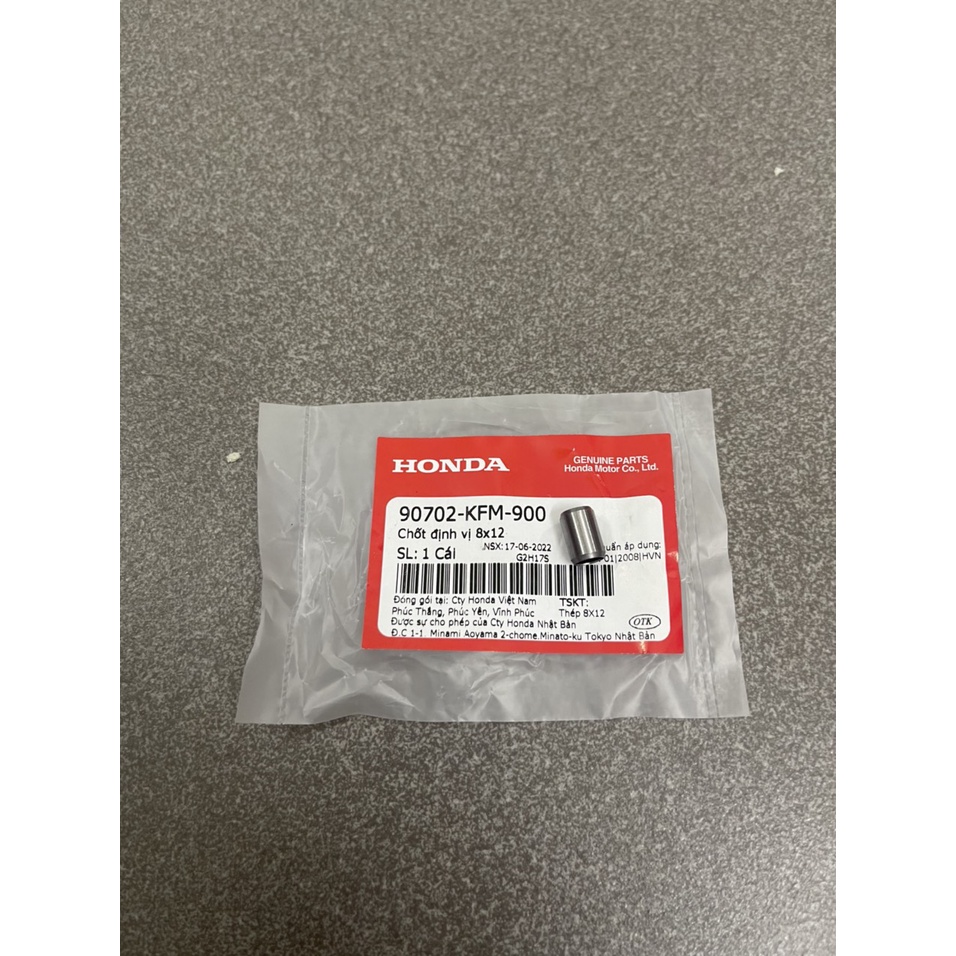 HONDA
GENUINE PARTS
Honda Motor Co., Ltd.
90702-KFM-900
Chốt định vị 8x12
SL: 1 Cái
NSX: 17-06-2022
G2H17S
áp dụng:
01|2008|HVN
Đóng gói tại: Cty Honda Việt Nam
Phúc Thắng, Phúc Yên, Vĩnh Phúc
TSKT:
Thép 8X12
Được sự cho phép của Cty Honda Nhật Bản
Đ.C 1-1, Minami Aoyama 2-chome.Minato-ku Tokyo Nhật Bản
OTK